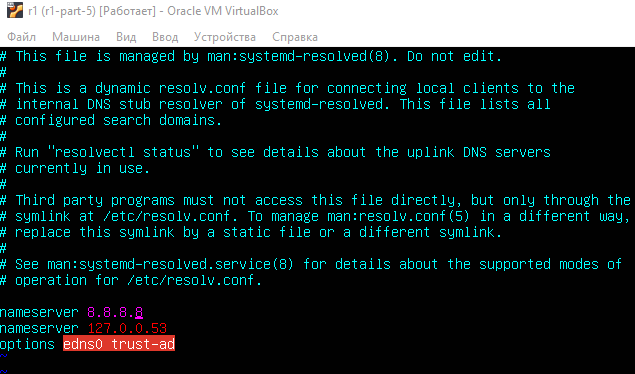 r1 (r1-part-5) [Работает] - Oracle VM VirtualBox
Файл Машина Вид Ввод Устройства Справка
# This file is managed by man:systemd-resolved(8). Do not edit.
#
# This is a dynamic resolv.conf file for connecting local clients to the
# internal DNS stub resolver of systemd-resolved. This file lists all
# configured search domains.
#
# Run "resolvectl status" to see details about the uplink DNS servers
# currently in use.
#
# Third party programs must not access this file directly, but only through the
# symlink at /etc/resolv.conf. To manage man:resolv.conf(5) in a different way,
# replace this symlink by a static file or a different symlink.
#
# See man:systemd-resolved.service(8) for details about the supported modes of
# operation for /etc/resolv.conf.
nameserver 8.8.8.8
nameserver 127.0.0.53
options edns0 trust-ad
~
~